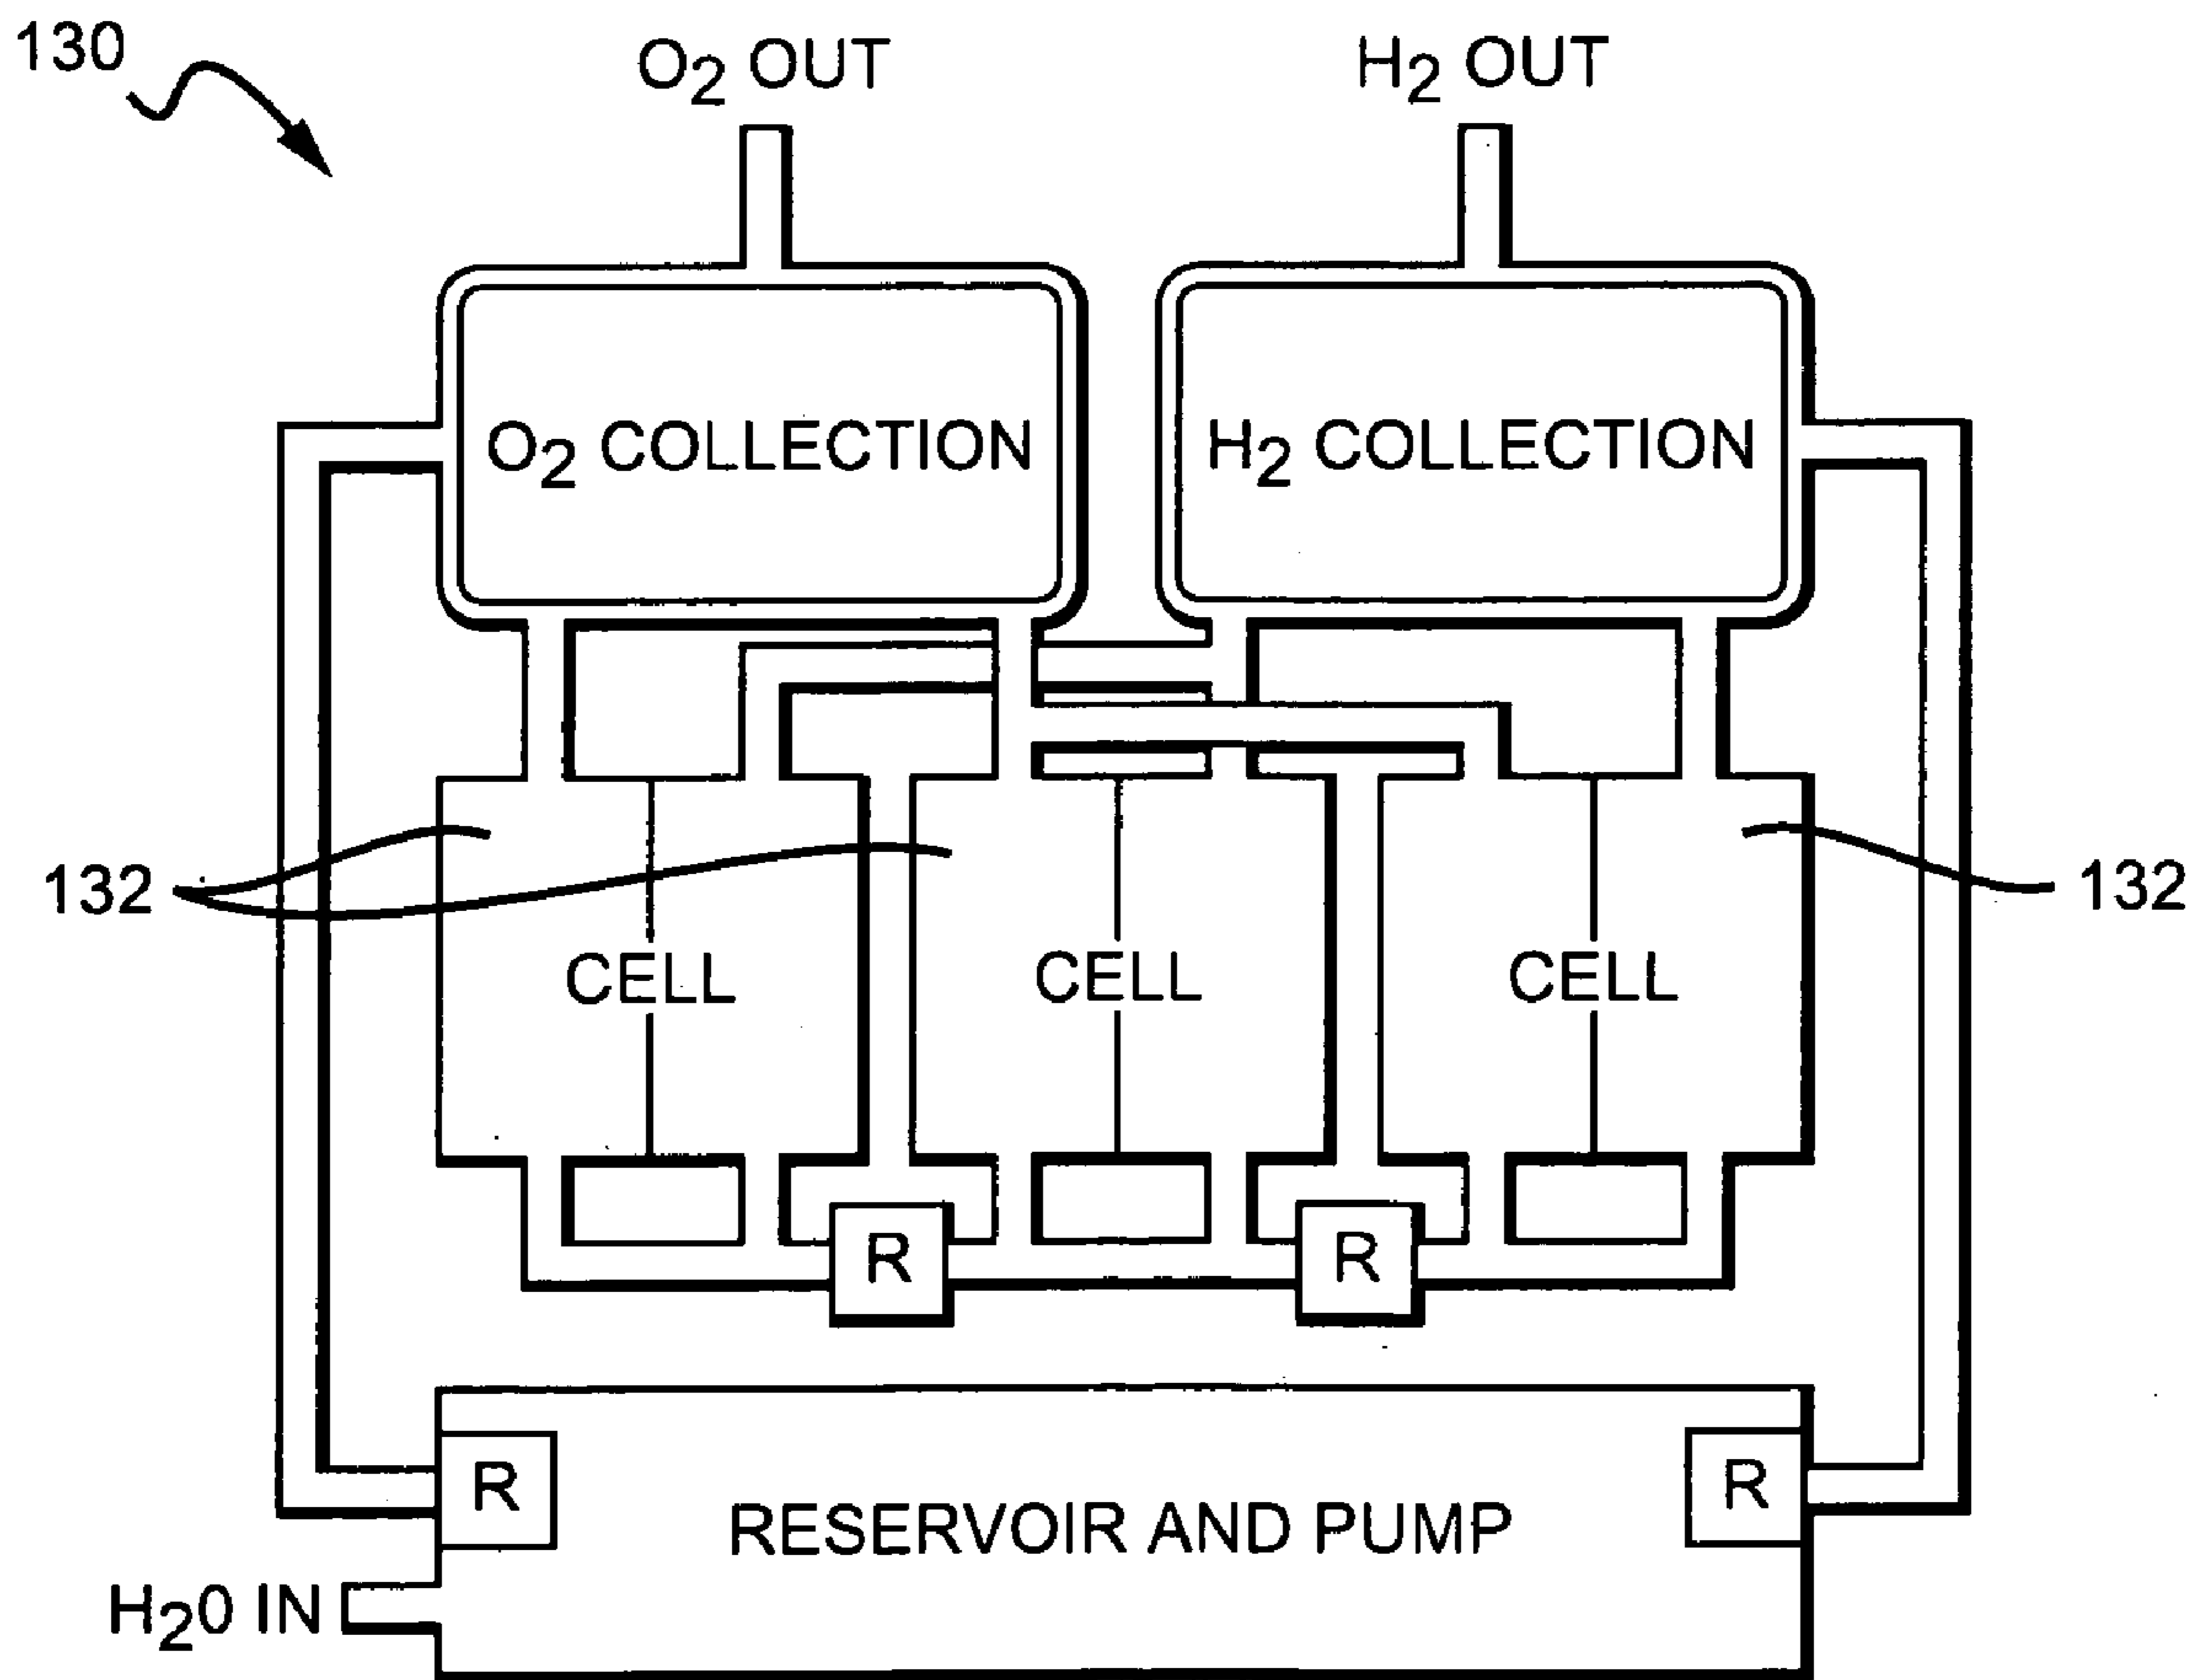 130
O₂ OUT
H₂ OUT
O₂ COLLECTION
H₂ COLLECTION
132
132
CELL
CELL
CELL
R
R
R
R
RESERVOIR AND PUMP
H₂0 IN